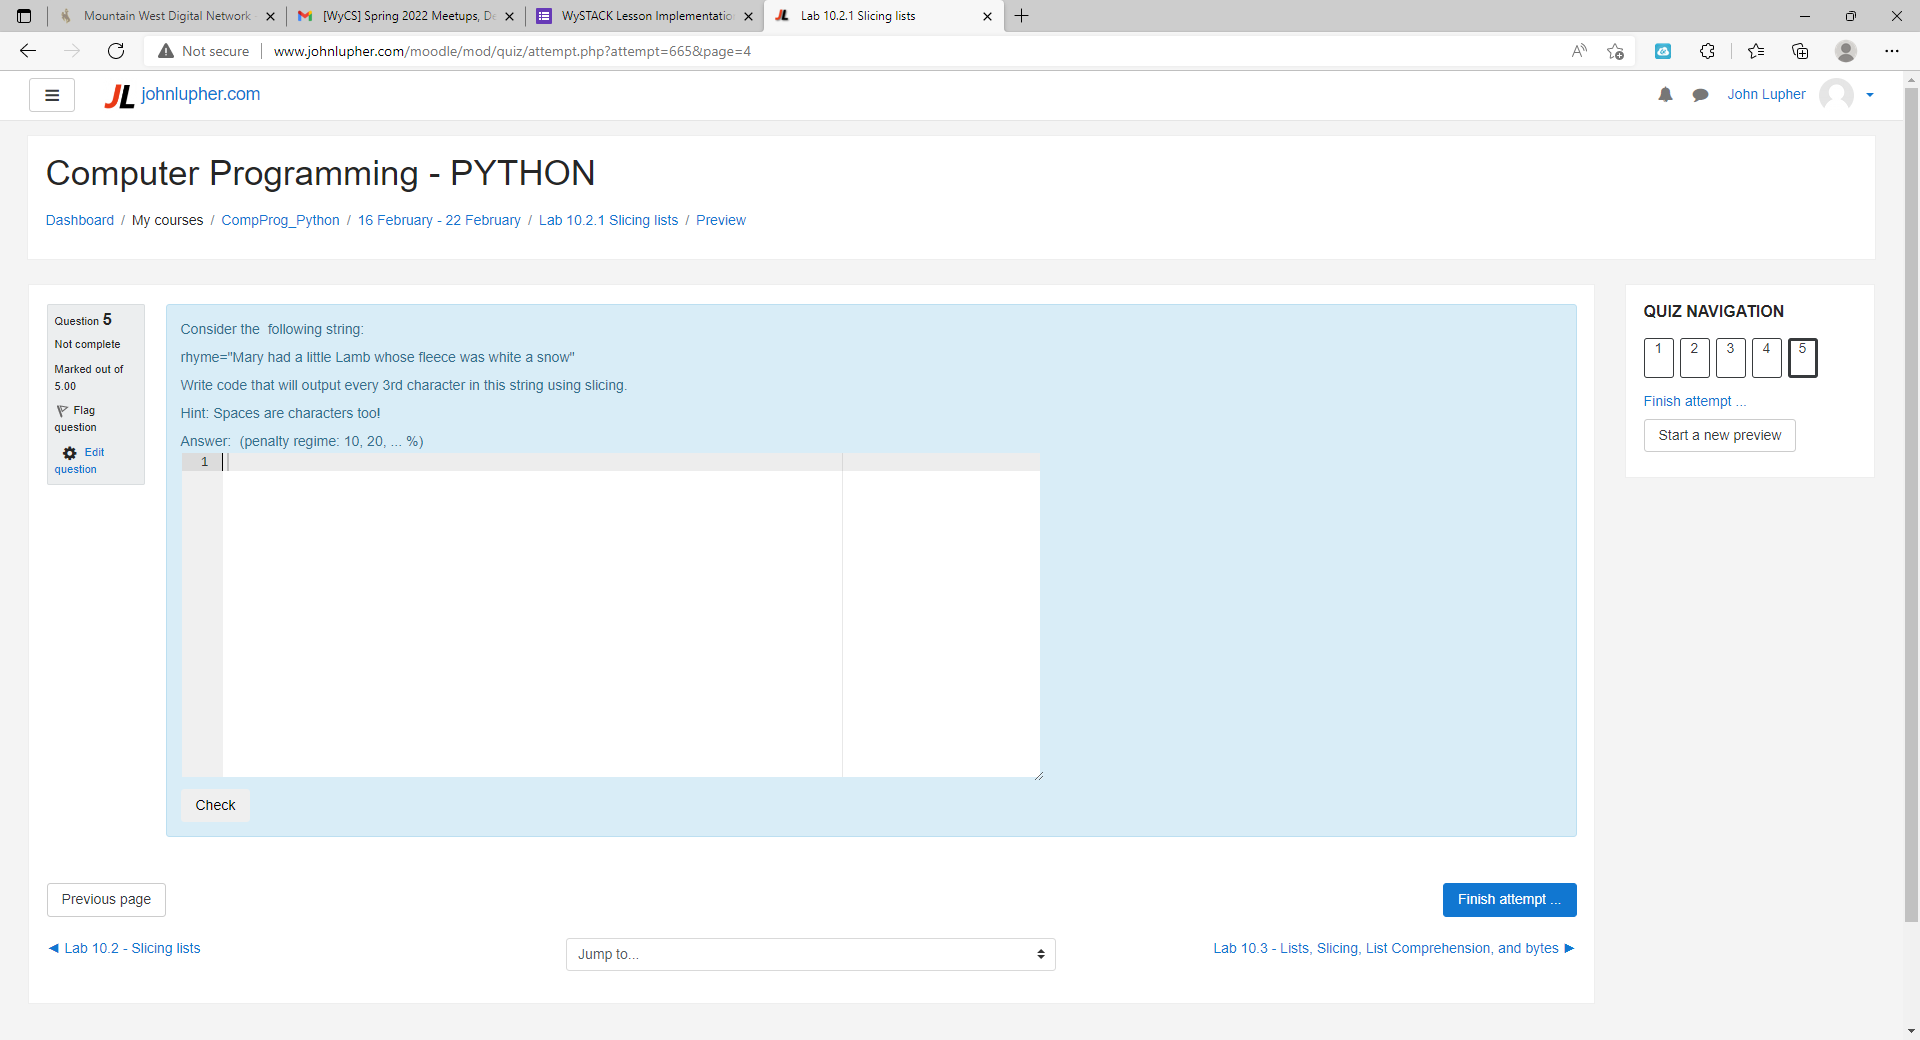 Mountain West Digital Network
[WyCS] Spring 2022 Meetups, De
WySTACK Lesson Implementation
Lab 10.2.1 Slicing lists
Not secure
www.johnlupher.com/moodle/mod/quiz/attempt.php?attempt=665&page=4
JL johnlupher.com
John Lupher
Computer Programming - PYTHON
Dashboard / My courses / CompProg_Python / 16 February - 22 February / Lab 10.2.1 Slicing lists / Preview
Question 5
Not complete
Marked out of
5.00
Flag
question
Edit
question
Consider the  following string:
rhyme="Mary had a little Lamb whose fleece was white a snow"
Write code that will output every 3rd character in this string using slicing.
Hint: Spaces are characters too!
Answer:  (penalty regime: 10, 20, ... %)
1
Check
QUIZ NAVIGATION
1 2 3 4 5
Finish attempt ...
Start a new preview
Previous page
Finish attempt ...
◄ Lab 10.2 - Slicing lists
Jump to...
Lab 10.3 - Lists, Slicing, List Comprehension, and bytes ►